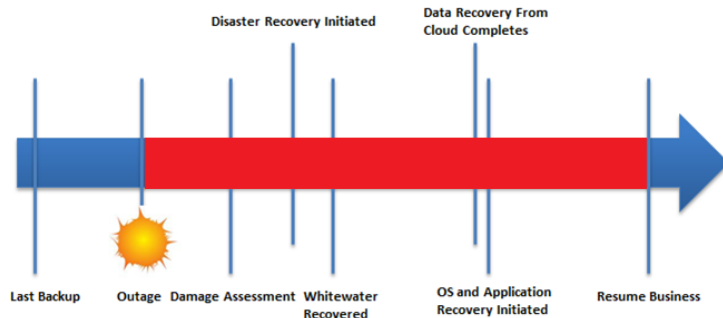 Disaster Recovery Initiated
Data Recovery From
Cloud Completes
Last Backup
Outage
Damage Assessment
Whitewater
Recovered
OS and Application
Recovery Initiated
Resume Business